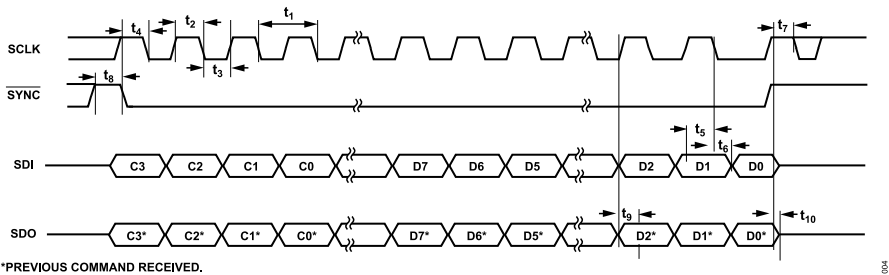 t4 t2 t1 t7
SCLK
t3
t8
SYNC
t5
t6
SDI C3 C2 C1 C0 D7 D6 D5 D2 D1 D0
t9 t10
SDO C3* C2* C1* C0* D7* D6* D5* D2* D1* D0*
*PREVIOUS COMMAND RECEIVED.
004